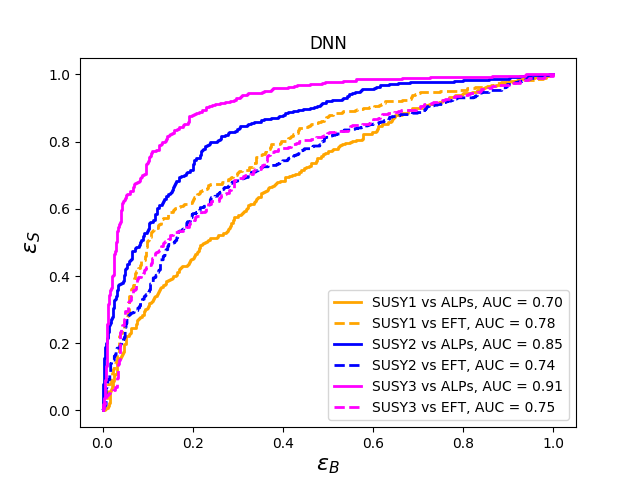 DNN
1.0
0.8
0.6
0.4
0.2
0.0
ε_S
SUSY1 vs ALPs, AUC = 0.70
SUSY1 vs EFT, AUC = 0.78
SUSY2 vs ALPs, AUC = 0.85
SUSY2 vs EFT, AUC = 0.74
SUSY3 vs ALPs, AUC = 0.91
SUSY3 vs EFT, AUC = 0.75
0.0 0.2 0.4 0.6 0.8 1.0
ε_B